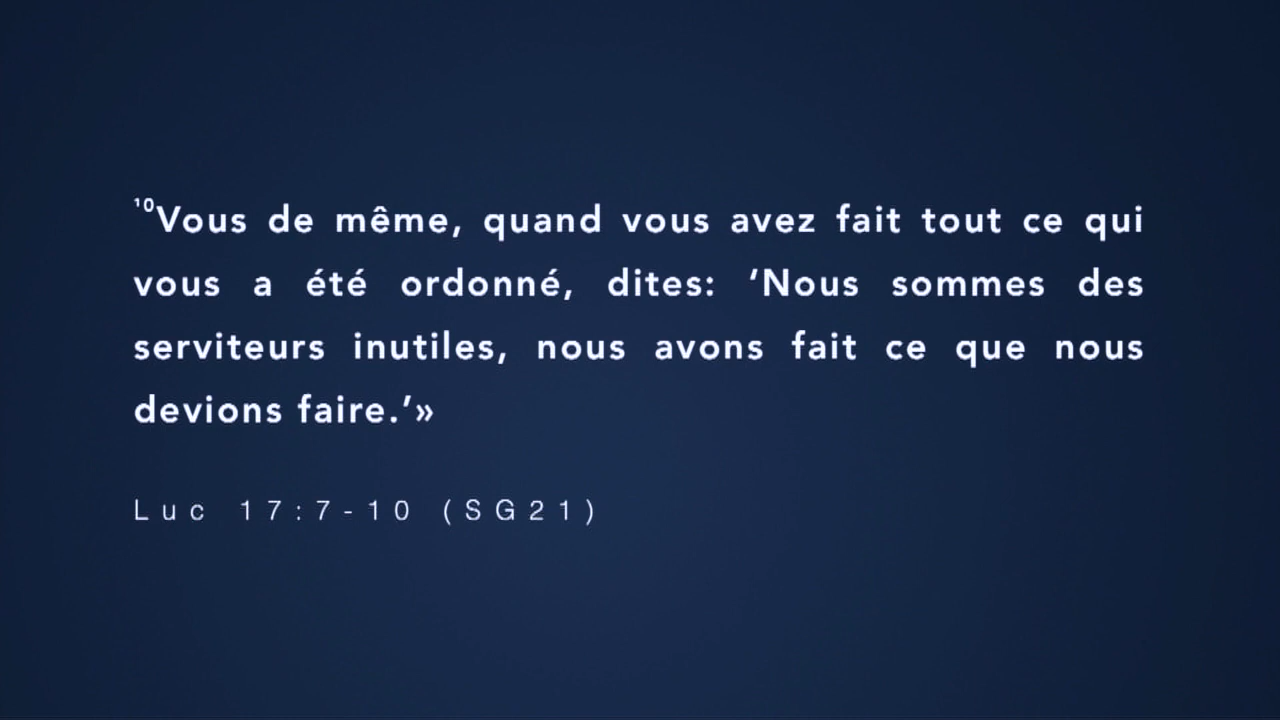 ¹⁰Vous de même, quand vous avez fait tout ce qui
vous a été ordonné, dites: ‘Nous sommes des
serviteurs inutiles, nous avons fait ce que nous
devions faire.’»
Luc 17:7-10 (SG21)